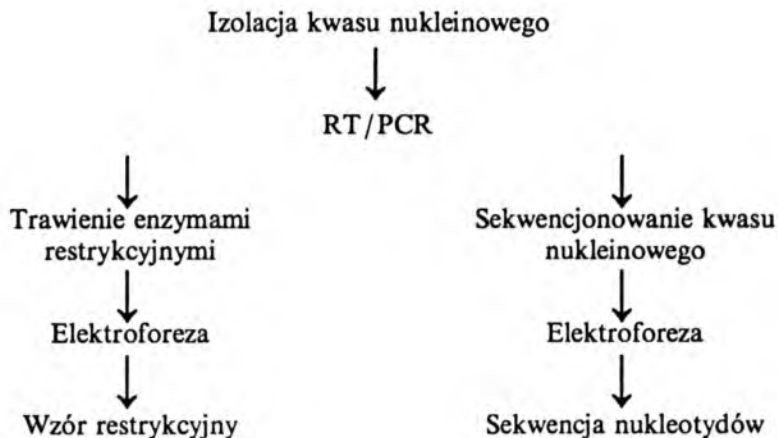 Izolacja kwasu nukleinowego
RT/PCR
Trawienie enzymami
restrykcyjnymi
Elektroforeza
Wzór restrykcyjny
Sekwencjonowanie kwasu
nukleinowego
Elektroforeza
Sekwencja nukleotydów